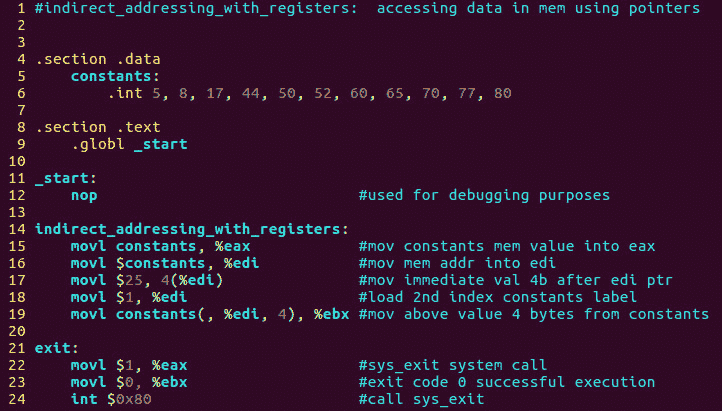 1 #indirect_addressing_with_registers:  accessing data in mem using pointers
2
3
4 .section .data
5     constants:
6         .int 5, 8, 17, 44, 50, 52, 60, 65, 70, 77, 80
7
8 .section .text
9     .globl _start
10
11 _start:
12     nop                             #used for debugging purposes
13
14 indirect_addressing_with_registers:
15     movl constants, %eax            #mov constants mem value into eax
16     movl $constants, %edi           #mov mem addr into edi
17     movl $25, 4(%edi)               #mov immediate val 4b after edi ptr
18     movl $1, %edi                   #load 2nd index constants label
19     movl constants(, %edi, 4), %ebx #mov above value 4 bytes from constants
20
21 exit:
22     movl $1, %eax                   #sys_exit system call
23     movl $0, %ebx                   #exit code 0 successful execution
24     int $0x80                       #call sys_exit